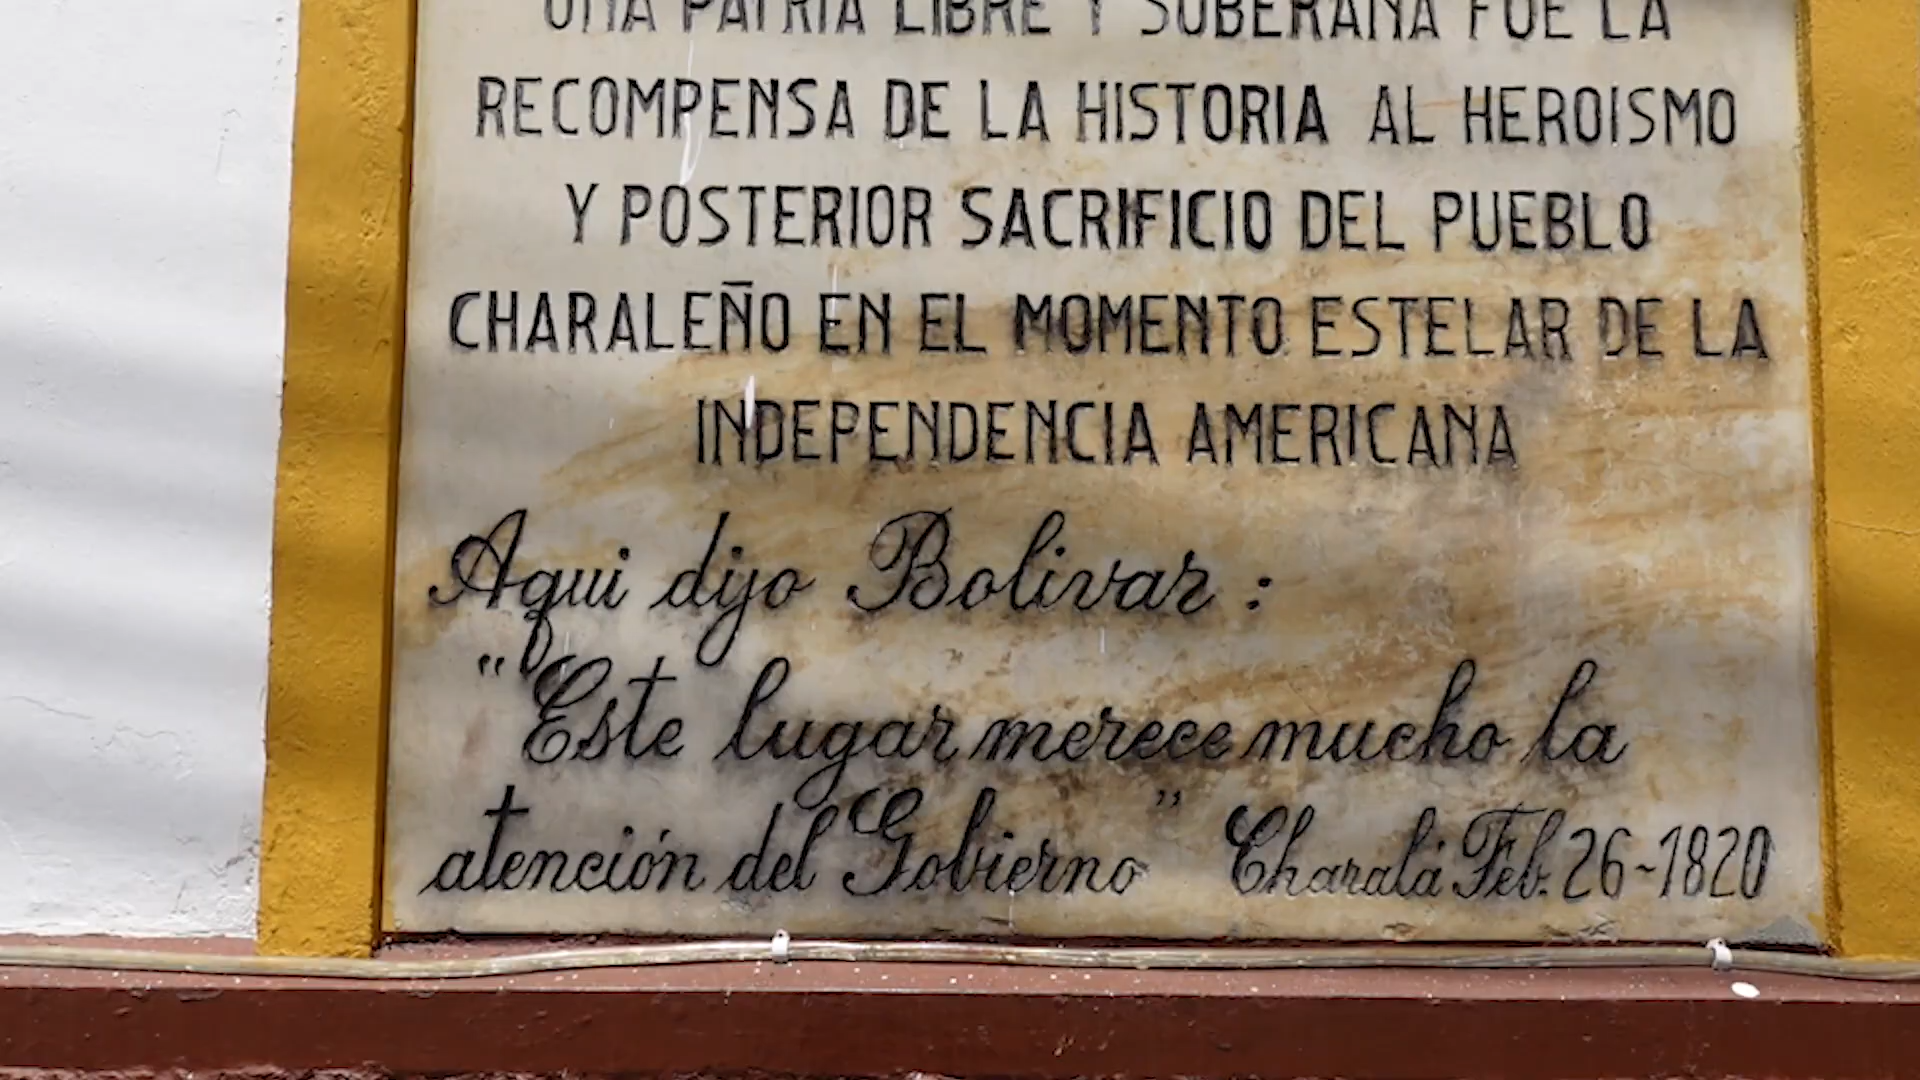 UNA PATRIA LIBRE Y SOBERANA FUE LA
RECOMPENSA DE LA HISTORIA AL HEROISMO
Y POSTERIOR SACRIFICIO DEL PUEBLO
CHARALEÑO EN EL MOMENTO ESTELAR DE LA
INDEPENDENCIA AMERICANA
Aqui dijo Bolivar :
"Este lugar merece mucho la
atención del Gobierno" Charalá Feb. 26-1820